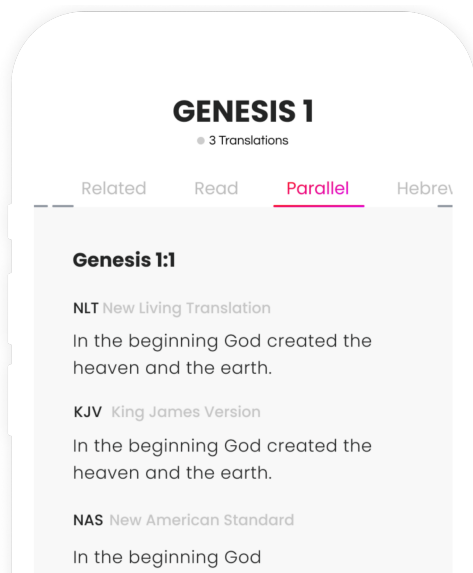 GENESIS 1
3 Translations
Related Read Parallel
Genesis 1:1
NLT New Living Translation
In the beginning God created the
heaven and the earth.
KJV King James Version
In the beginning God created the
heaven and the earth.
NAS New American Standard
In the beginning God